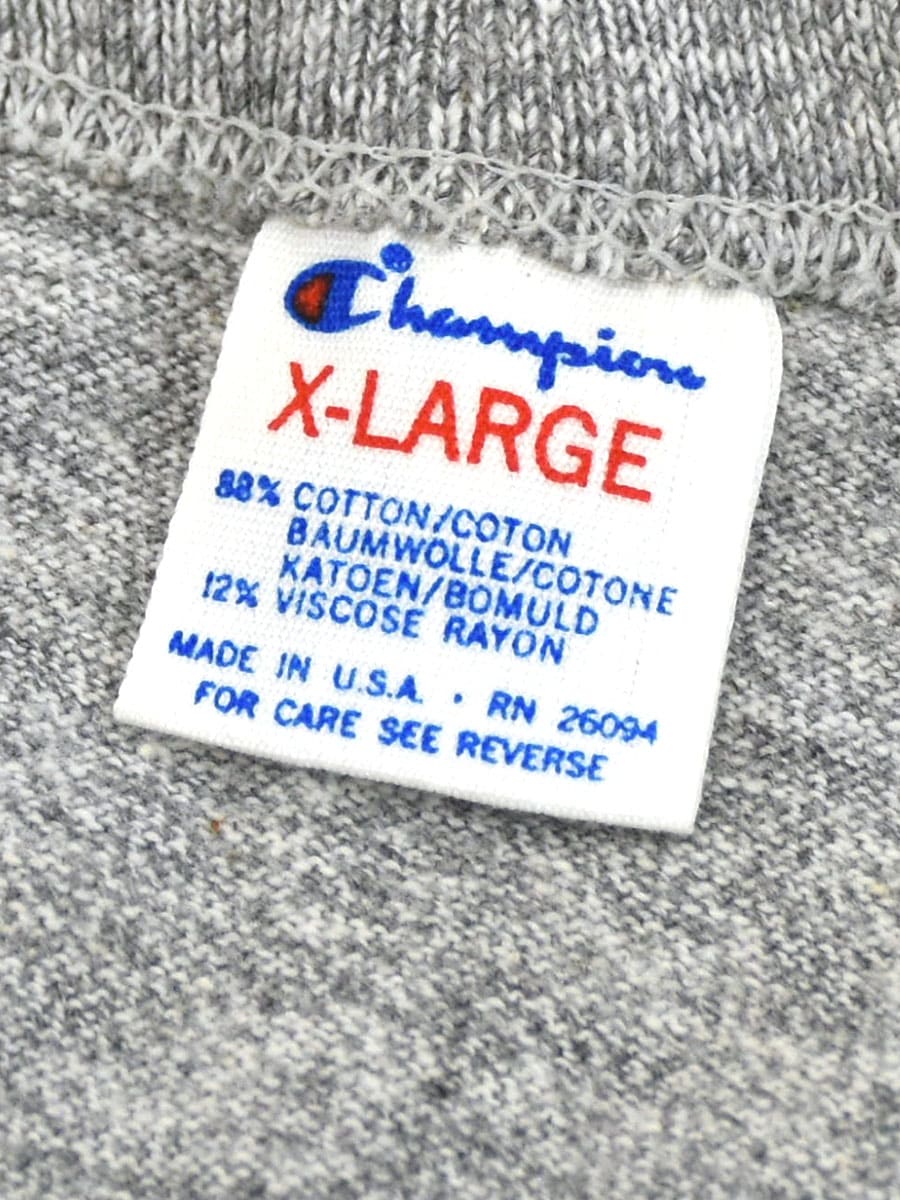 Champion
X-LARGE
88% COTTON/COTON
BAUMWOLLE/COTONE
KATOEN/BOMULD
12% VISCOSE RAYON
MADE IN U.S.A. · RN 26094
FOR CARE SEE REVERSE